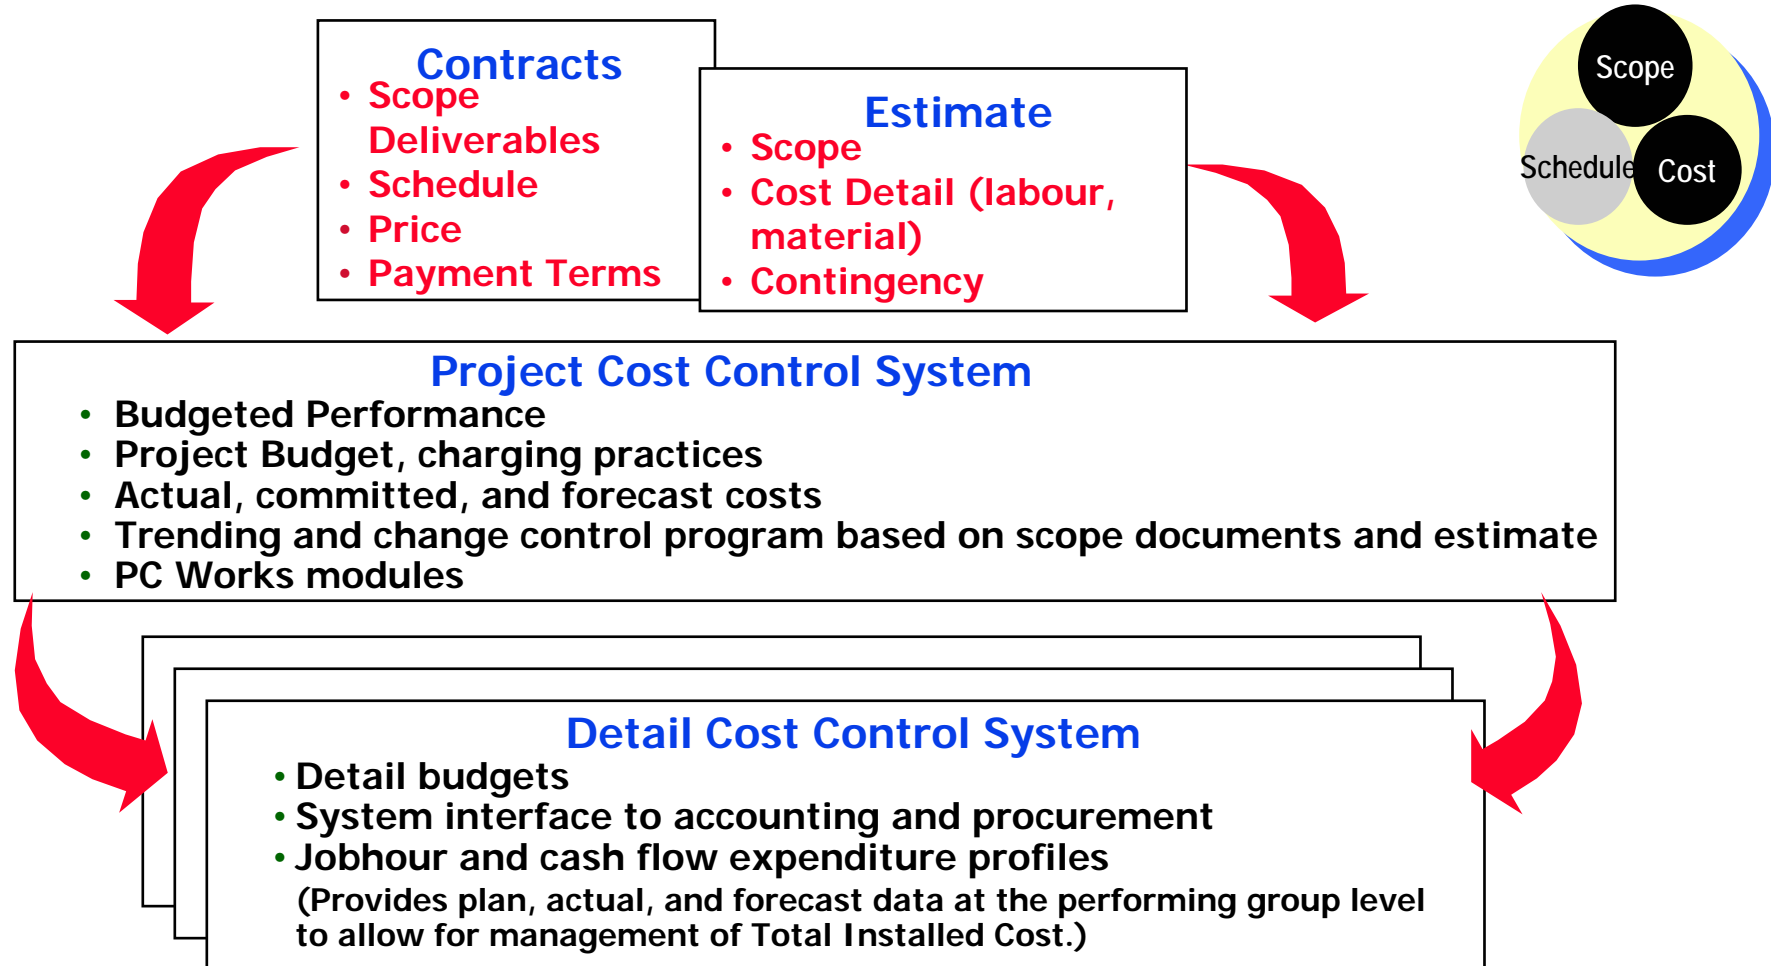 Contracts
• Scope
Deliverables
• Schedule
• Price
• Payment Terms
Estimate
• Scope
• Cost Detail (labour,
material)
• Contingency
Scope
Schedule
Cost
Project Cost Control System
• Budgeted Performance
• Project Budget, charging practices
• Actual, committed, and forecast costs
• Trending and change control program based on scope documents and estimate
• PC Works modules
Detail Cost Control System
• Detail budgets
• System interface to accounting and procurement
• Jobhour and cash flow expenditure profiles
(Provides plan, actual, and forecast data at the performing group level
to allow for management of Total Installed Cost.)